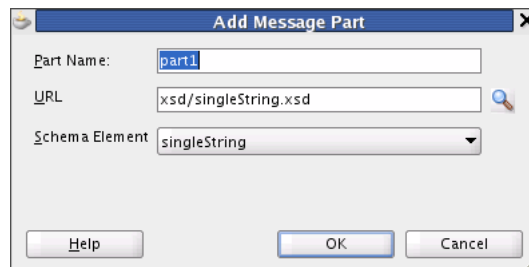 Add Message Part
Part Name: part1
URL xsd/singleString.xsd
Schema Element singleString
Help OK Cancel